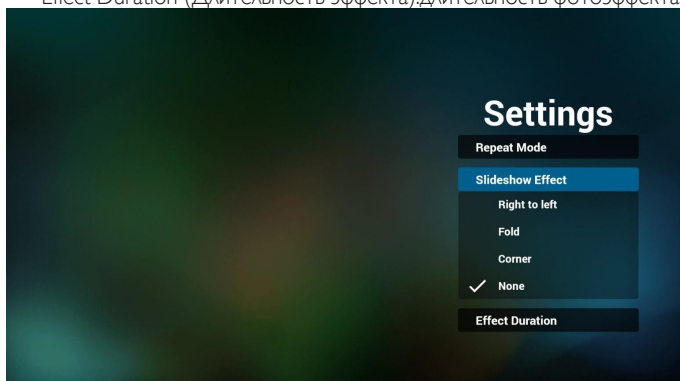 Effect Duration (Длительность эффекта):длительность фотоэффекта
Settings
Repeat Mode
Slideshow Effect
Right to left
Fold
Corner
None
Effect Duration